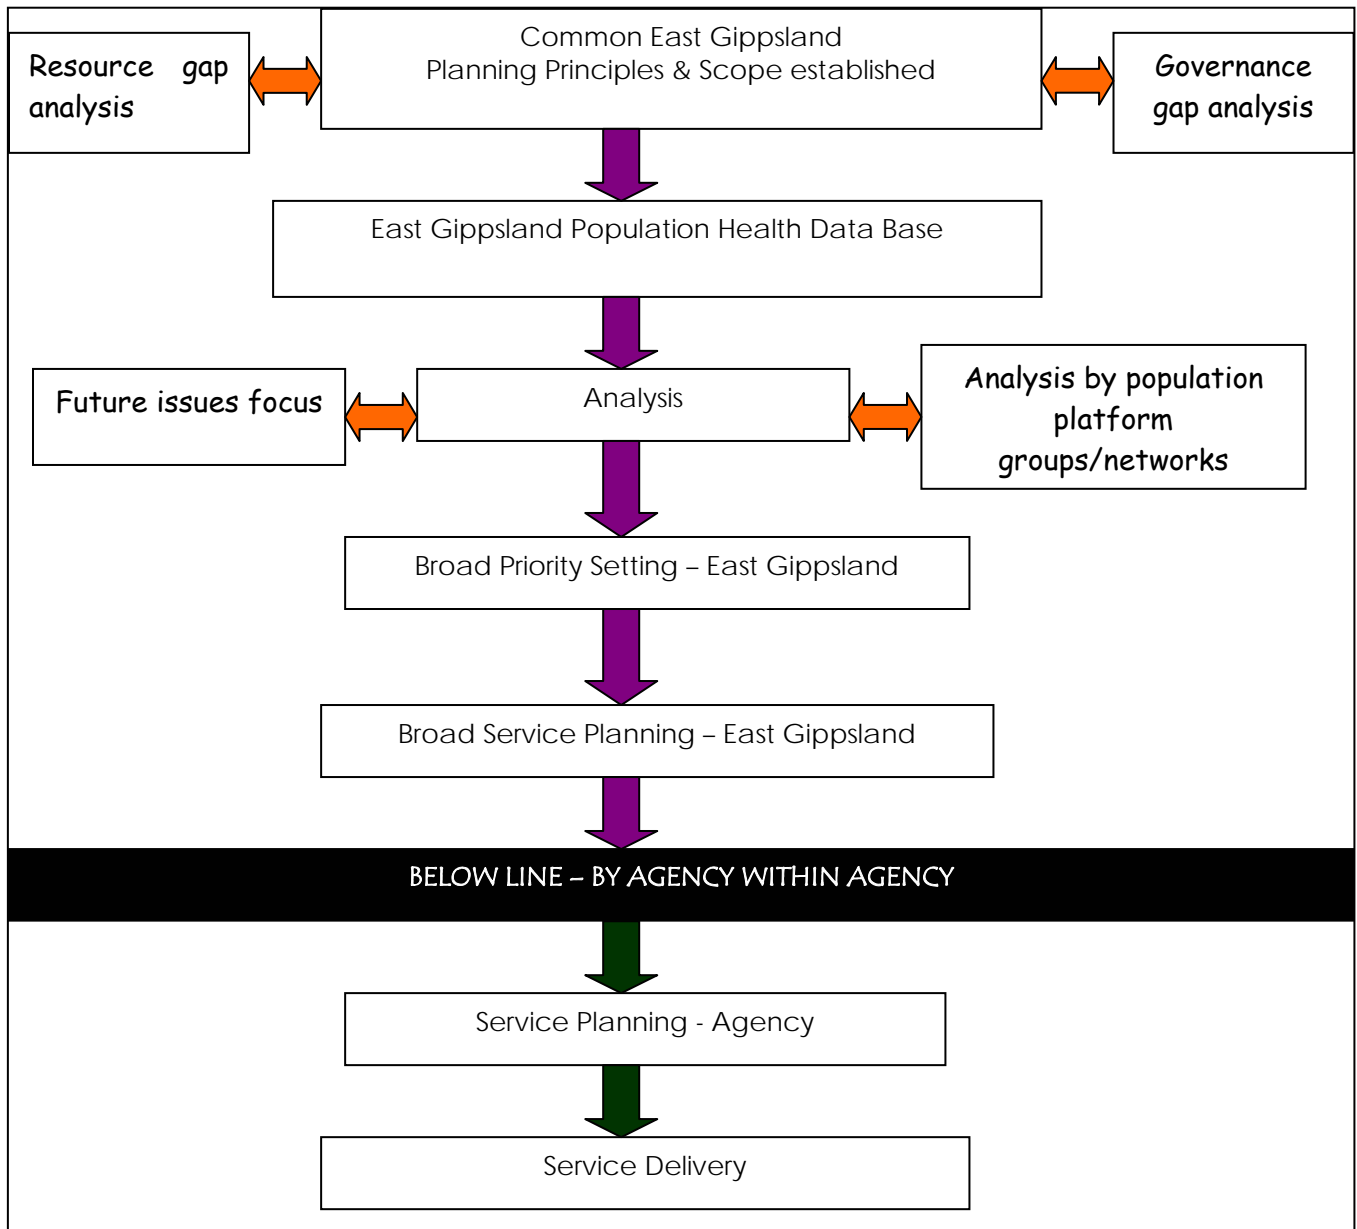 Common East Gippsland
Planning Principles & Scope established
Resource gap
analysis
Governance
gap analysis
East Gippsland Population Health Data Base
Future issues focus
Analysis
Analysis by population
platform
groups/networks
Broad Priority Setting – East Gippsland
Broad Service Planning – East Gippsland
BELOW LINE – BY AGENCY WITHIN AGENCY
Service Planning - Agency
Service Delivery